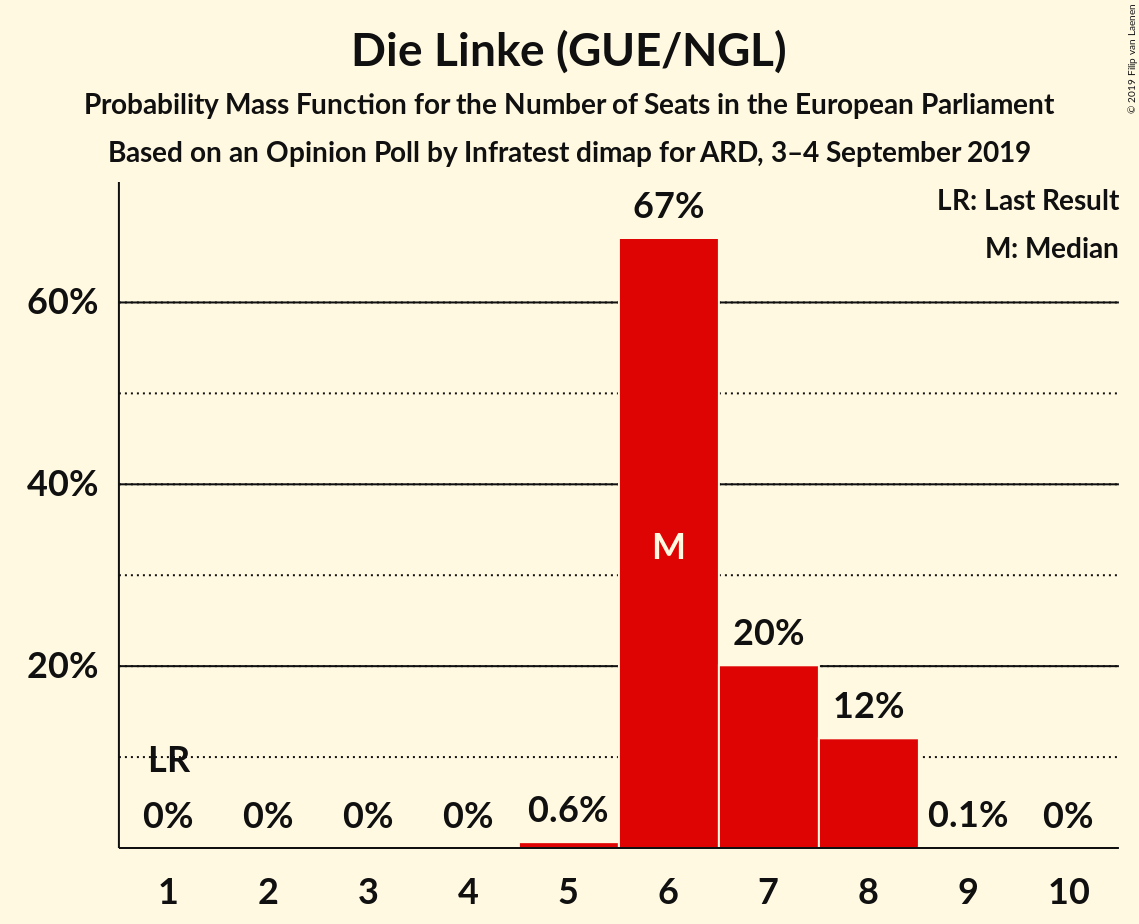 Die Linke (GUE/NGL)
Probability Mass Function for the Number of Seats in the European Parliament
Based on an Opinion Poll by Infratest dimap for ARD, 3–4 September 2019
© 2019 Filip van Laenen
LR: Last Result
M: Median
67%
60%
40%
M
20%
20%
12%
LR
0%
0%
0%
0%
0.6%
0.1%
0%
1 2 3 4 5 6 7 8 9 10